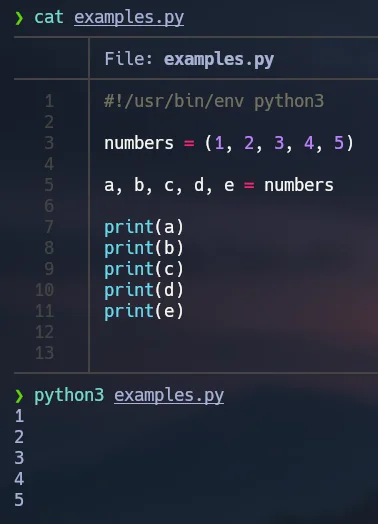 ❯ cat examples.py
File: examples.py
1 #!/usr/bin/env python3
2
3 numbers = (1, 2, 3, 4, 5)
4
5 a, b, c, d, e = numbers
6
7 print(a)
8 print(b)
9 print(c)
10 print(d)
11 print(e)
12
13
❯ python3 examples.py
1
2
3
4
5